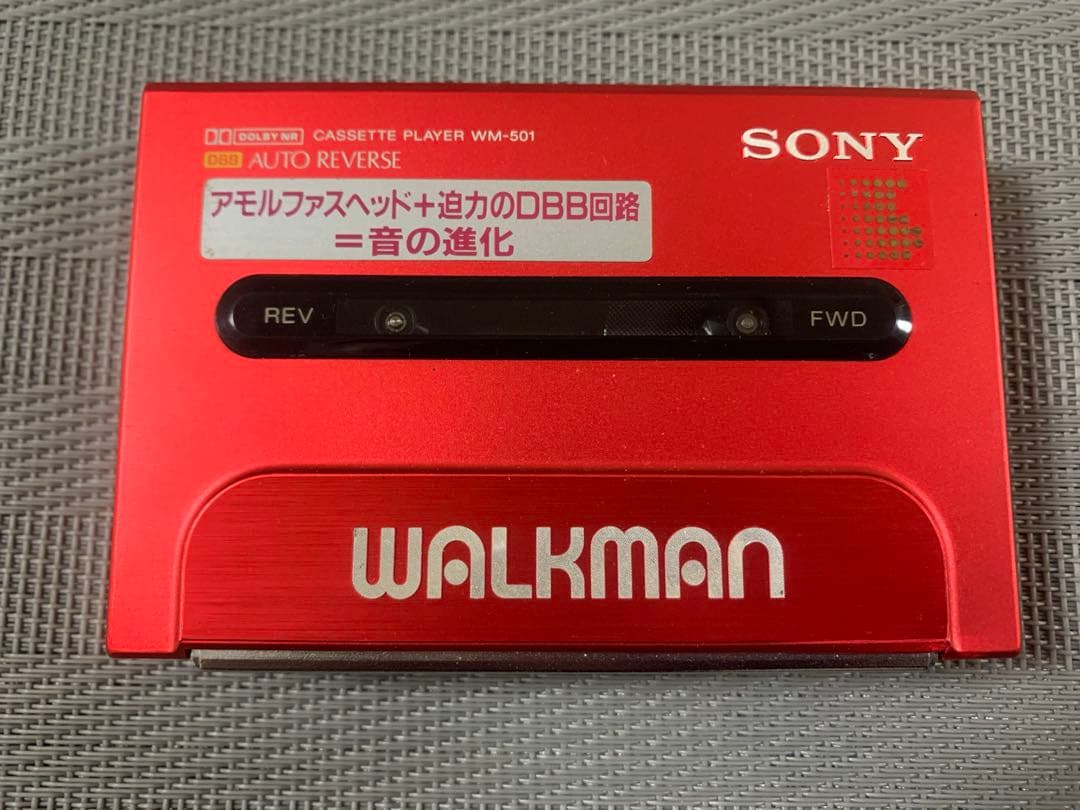 DOLBY NR CASSETTE PLAYER WM-501
DBB AUTO REVERSE
SONY
アモルファスヘッド+迫力のDBB回路
=音の進化
REV
FWD
WALKMAN